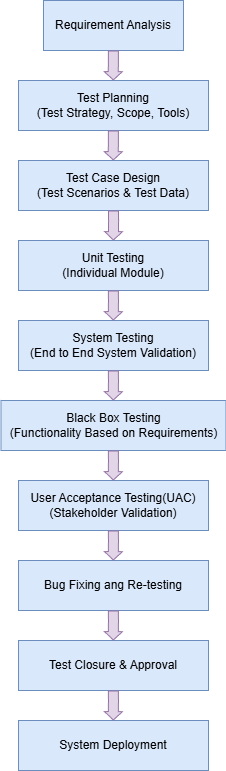 Requirement Analysis
Test Planning
(Test Strategy, Scope, Tools)
Test Case Design
(Test Scenarios & Test Data)
Unit Testing
(Individual Module)
System Testing
(End to End System Validation)
Black Box Testing
(Functionality Based on Requirements)
User Acceptance Testing(UAC)
(Stakeholder Validation)
Bug Fixing ang Re-testing
Test Closure & Approval
System Deployment